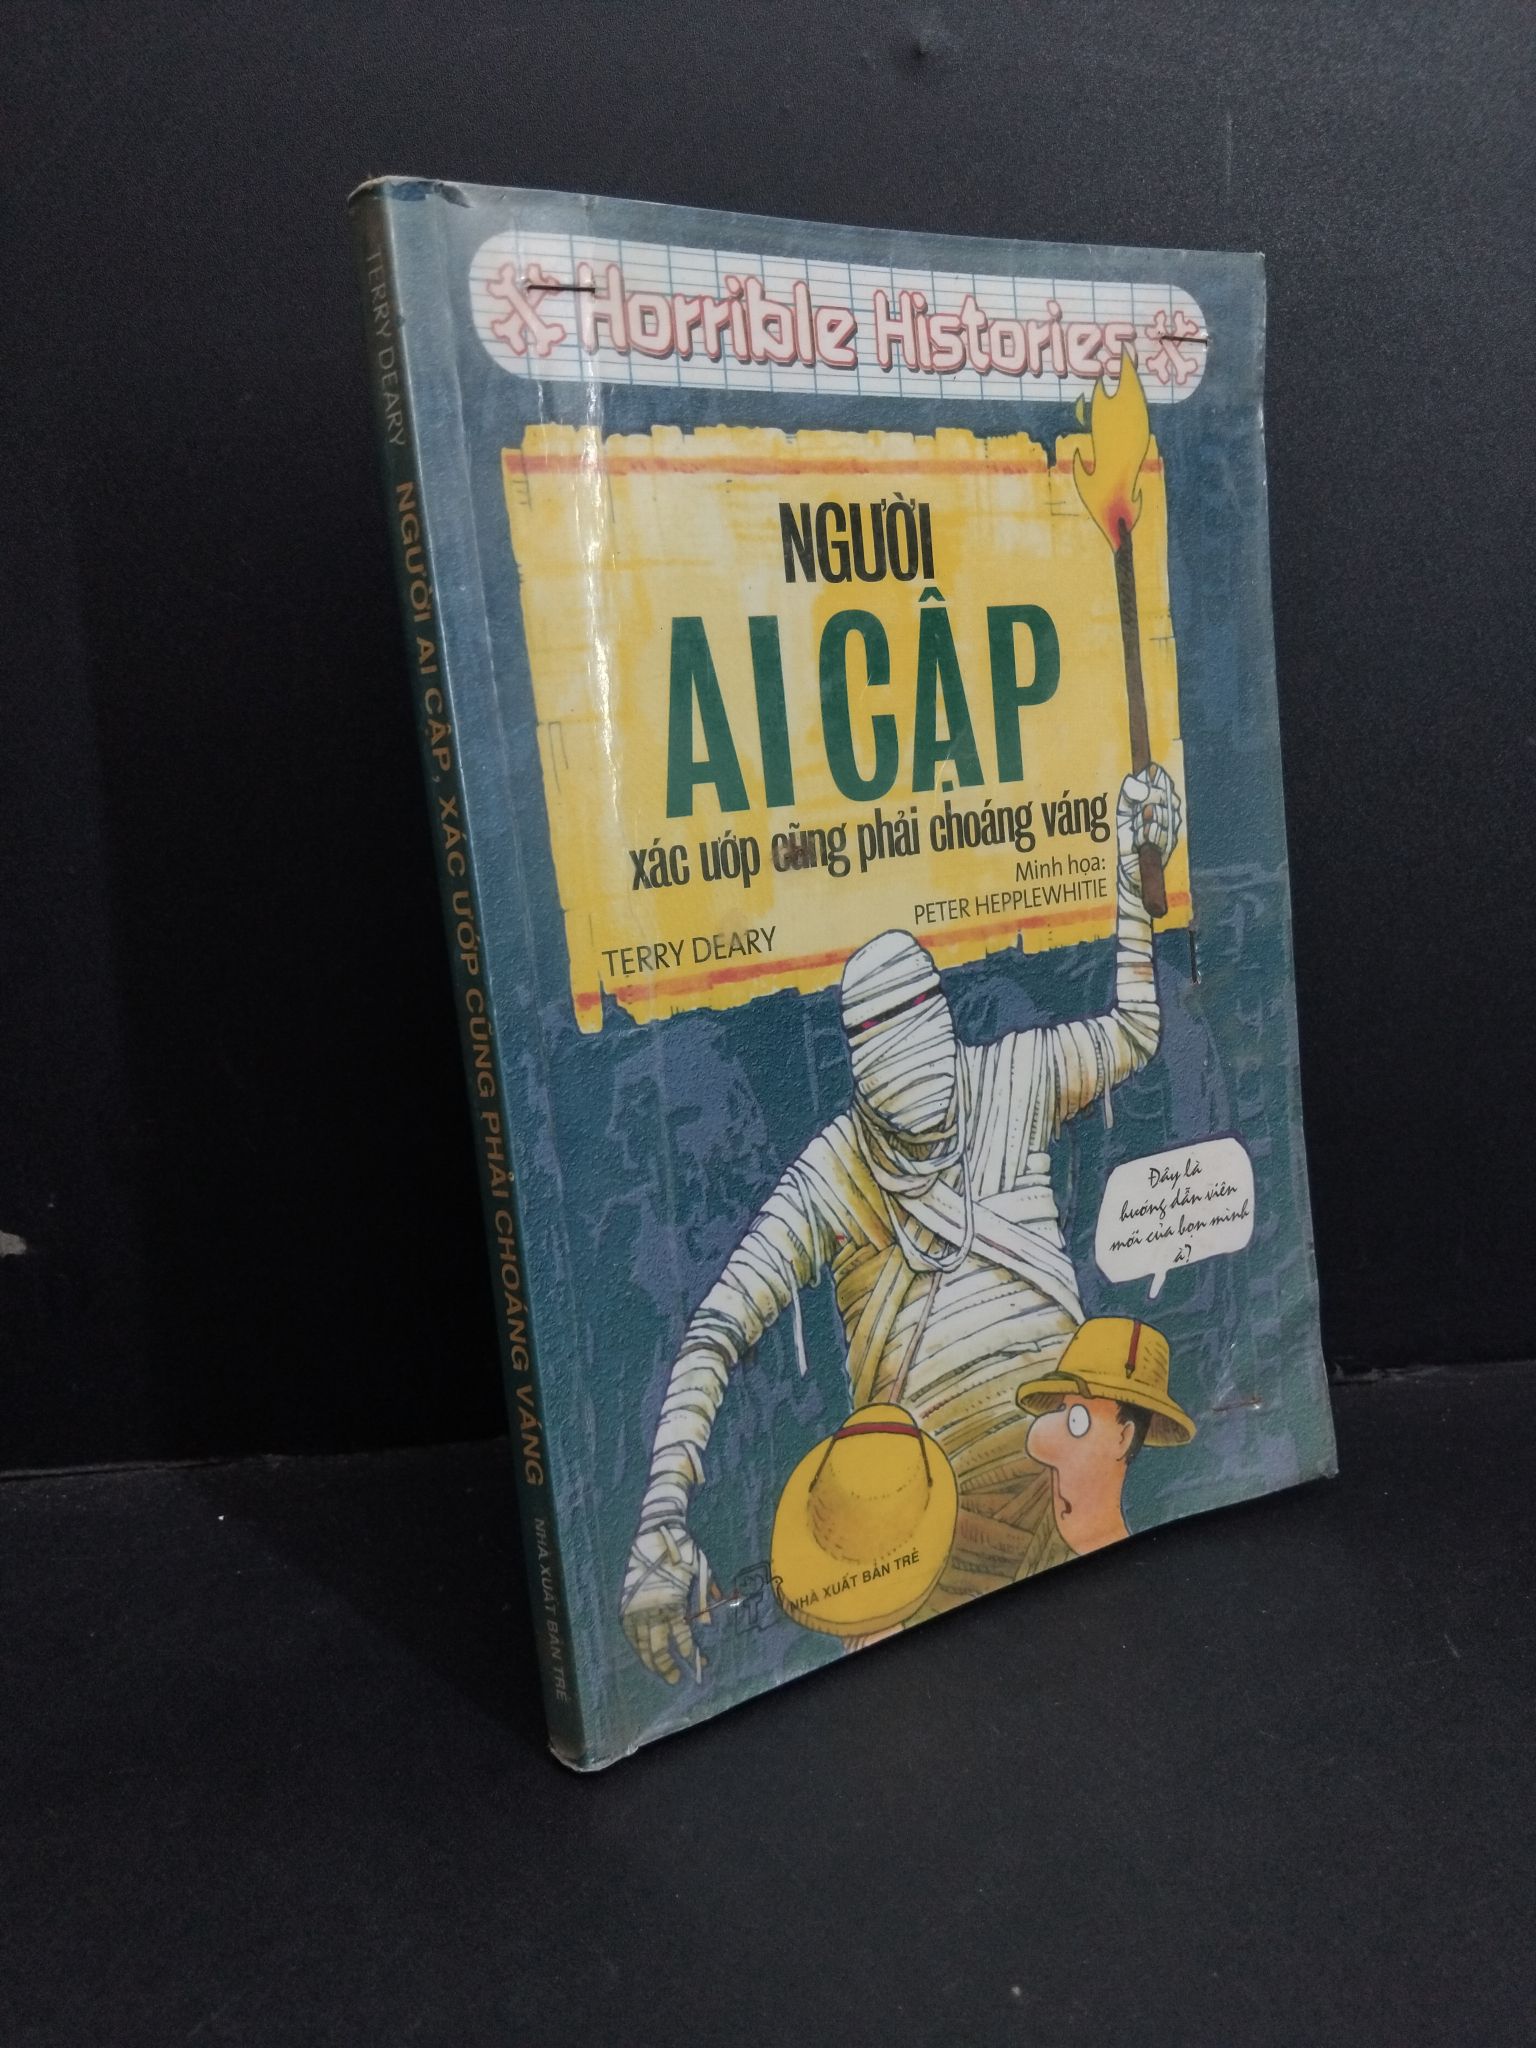 Horrible Histories
NGƯỜI
AI CẬP
xác ướp cũng phải choáng váng
Minh họa:
PETER HEPPLEWHITIE
TERRY DEARY
Đây là
hướng dẫn viên
mới của bọn mình
à?
NHÀ XUẤT BẢN TRẺ
TERRY DEARY NGƯỜI AI CẬP, XÁC ƯỚP CŨNG PHẢI CHOÁNG VÁNG NHÀ XUẤT BẢN TRẺ